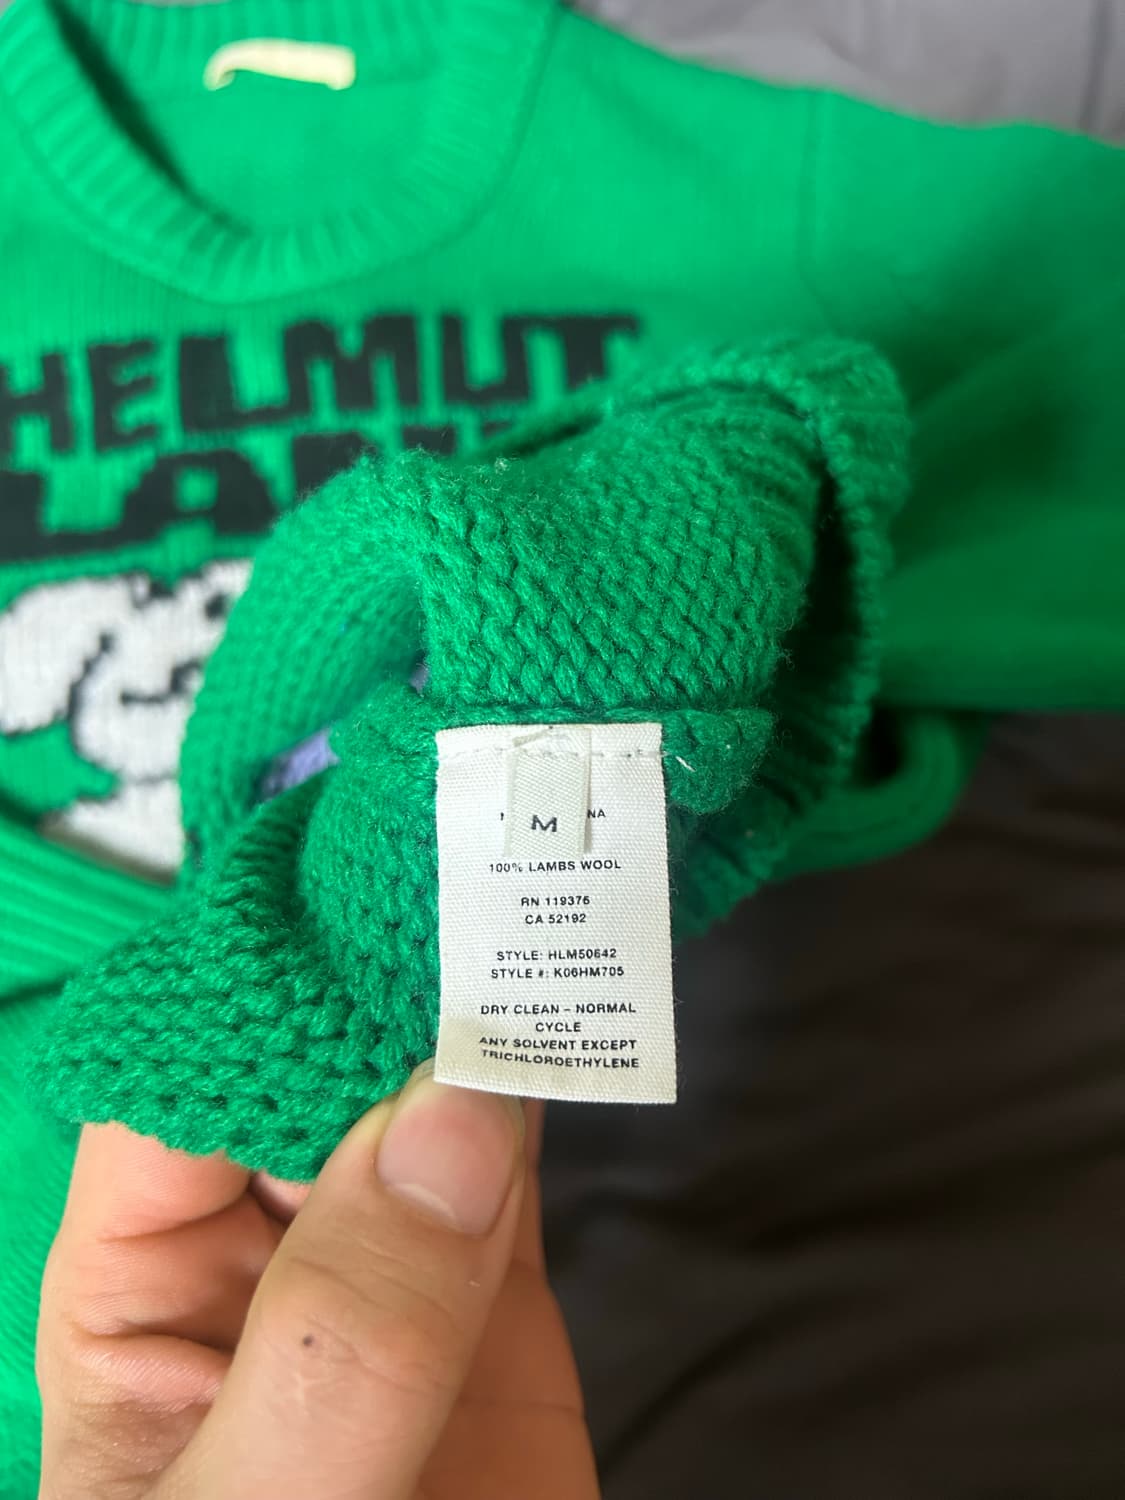 HELMUT
M
NA
100% LAMBS WOOL
RN 119376
CA 52192
STYLE: HLM50642
STYLE #: K06HM705
DRY CLEAN – NORMAL
CYCLE
ANY SOLVENT EXCEPT
TRICHLOROETHYLENE